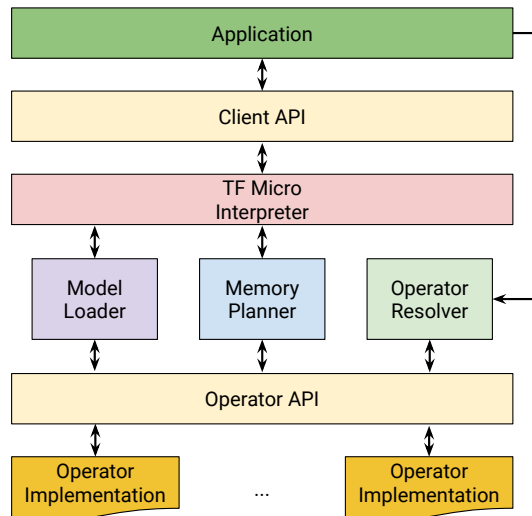 Application
Client API
TF Micro
Interpreter
Model
Loader
Memory
Planner
Operator
Resolver
Operator API
Operator
Implementation
...
Operator
Implementation